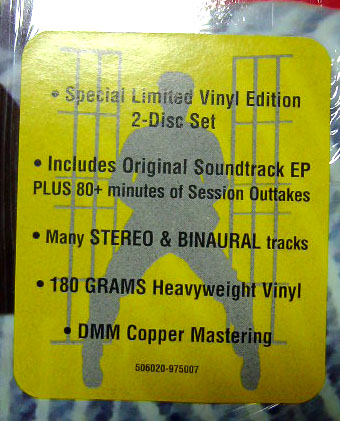 • Special Limited Vinyl Edition
2-Disc Set
• Includes Original Soundtrack EP
PLUS 80+ minutes of Session Outtakes
• Many STEREO & BINAURAL tracks
• 180 GRAMS Heavyweight Vinyl
• DMM Copper Mastering
506020-975007